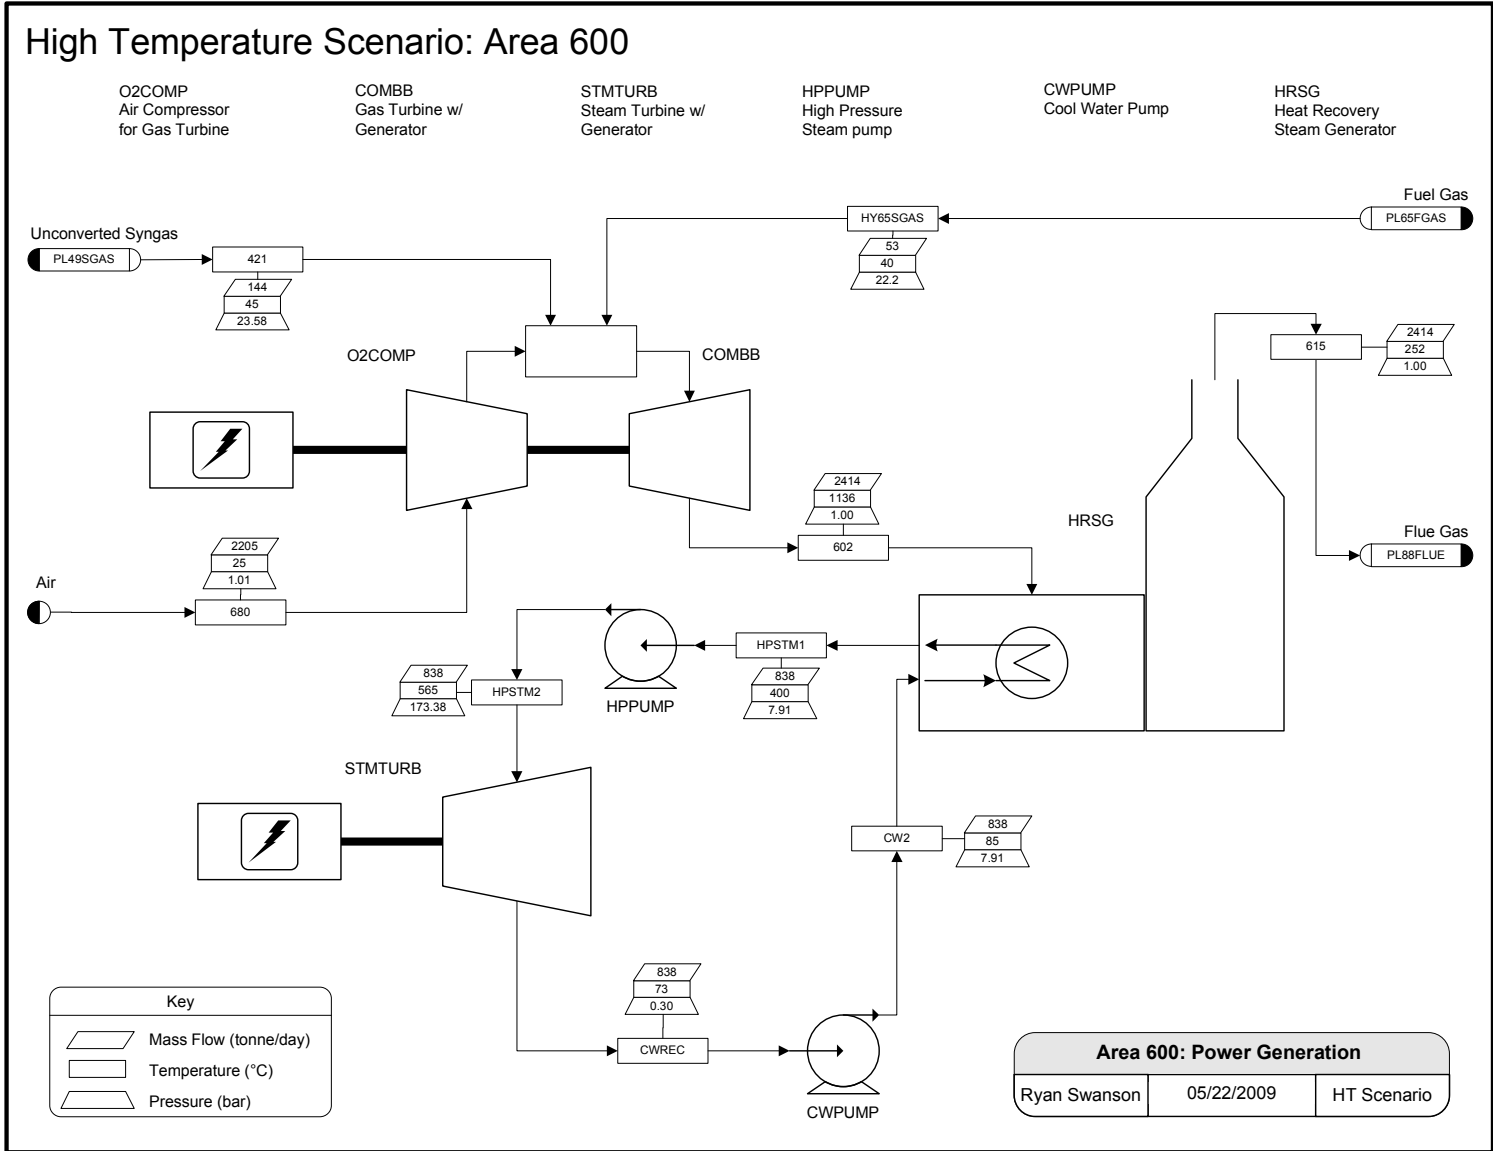 High Temperature Scenario: Area 600
O2COMP
Air Compressor
for Gas Turbine
COMBB
Gas Turbine w/
Generator
STMTURB
Steam Turbine w/
Generator
HPPUMP
High Pressure
Steam pump
CWPUMP
Cool Water Pump
HRSG
Heat Recovery
Steam Generator
Fuel Gas
PL65FGAS
HY65SGAS
53
40
22.2
Unconverted Syngas
PL49SGAS
421
144
45
23.58
O2COMP
COMBB
615
2414
252
1.00
2414
1136
1.00
602
HRSG
Flue Gas
PL88FLUE
Air
2205
25
1.01
680
HPSTM1
838
400
7.91
HPPUMP
838
565
173.38
HPSTM2
STMTURB
CW2
838
85
7.91
838
73
0.30
CWREC
CWPUMP
Key
Mass Flow (tonne/day)
Temperature (°C)
Pressure (bar)
Area 600: Power Generation
Ryan Swanson
05/22/2009
HT Scenario